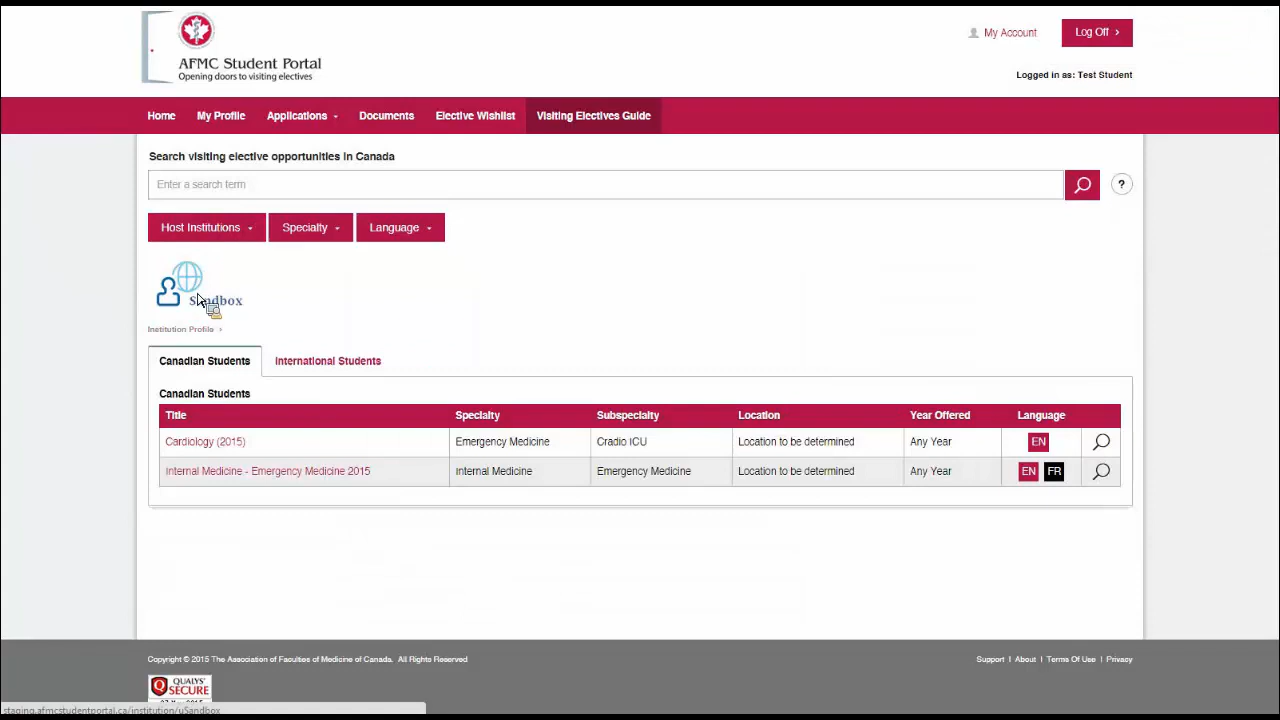 AFMC Student Portal
Opening doors to visiting electives
My Account
Log Off ›
Logged in as: Test Student
Home My Profile Applications Documents Elective Wishlist Visiting Electives Guide
Search visiting elective opportunities in Canada
Enter a search term
?
Host Institutions Specialty Language
Sandbox
Institution Profile ›
Canadian Students International Students
Canadian Students
Title Specialty Subspecialty Location Year Offered Language
Cardiology (2015) Emergency Medicine Cradio ICU Location to be determined Any Year EN
Internal Medicine - Emergency Medicine 2015 Internal Medicine Emergency Medicine Location to be determined Any Year EN FR
Copyright © 2015 The Association of Faculties of Medicine of Canada. All Rights Reserved
Support | About | Terms Of Use | Privacy
QUALYS'
SECURE
staging.afmcstudentportal.ca/institution/uSandbox